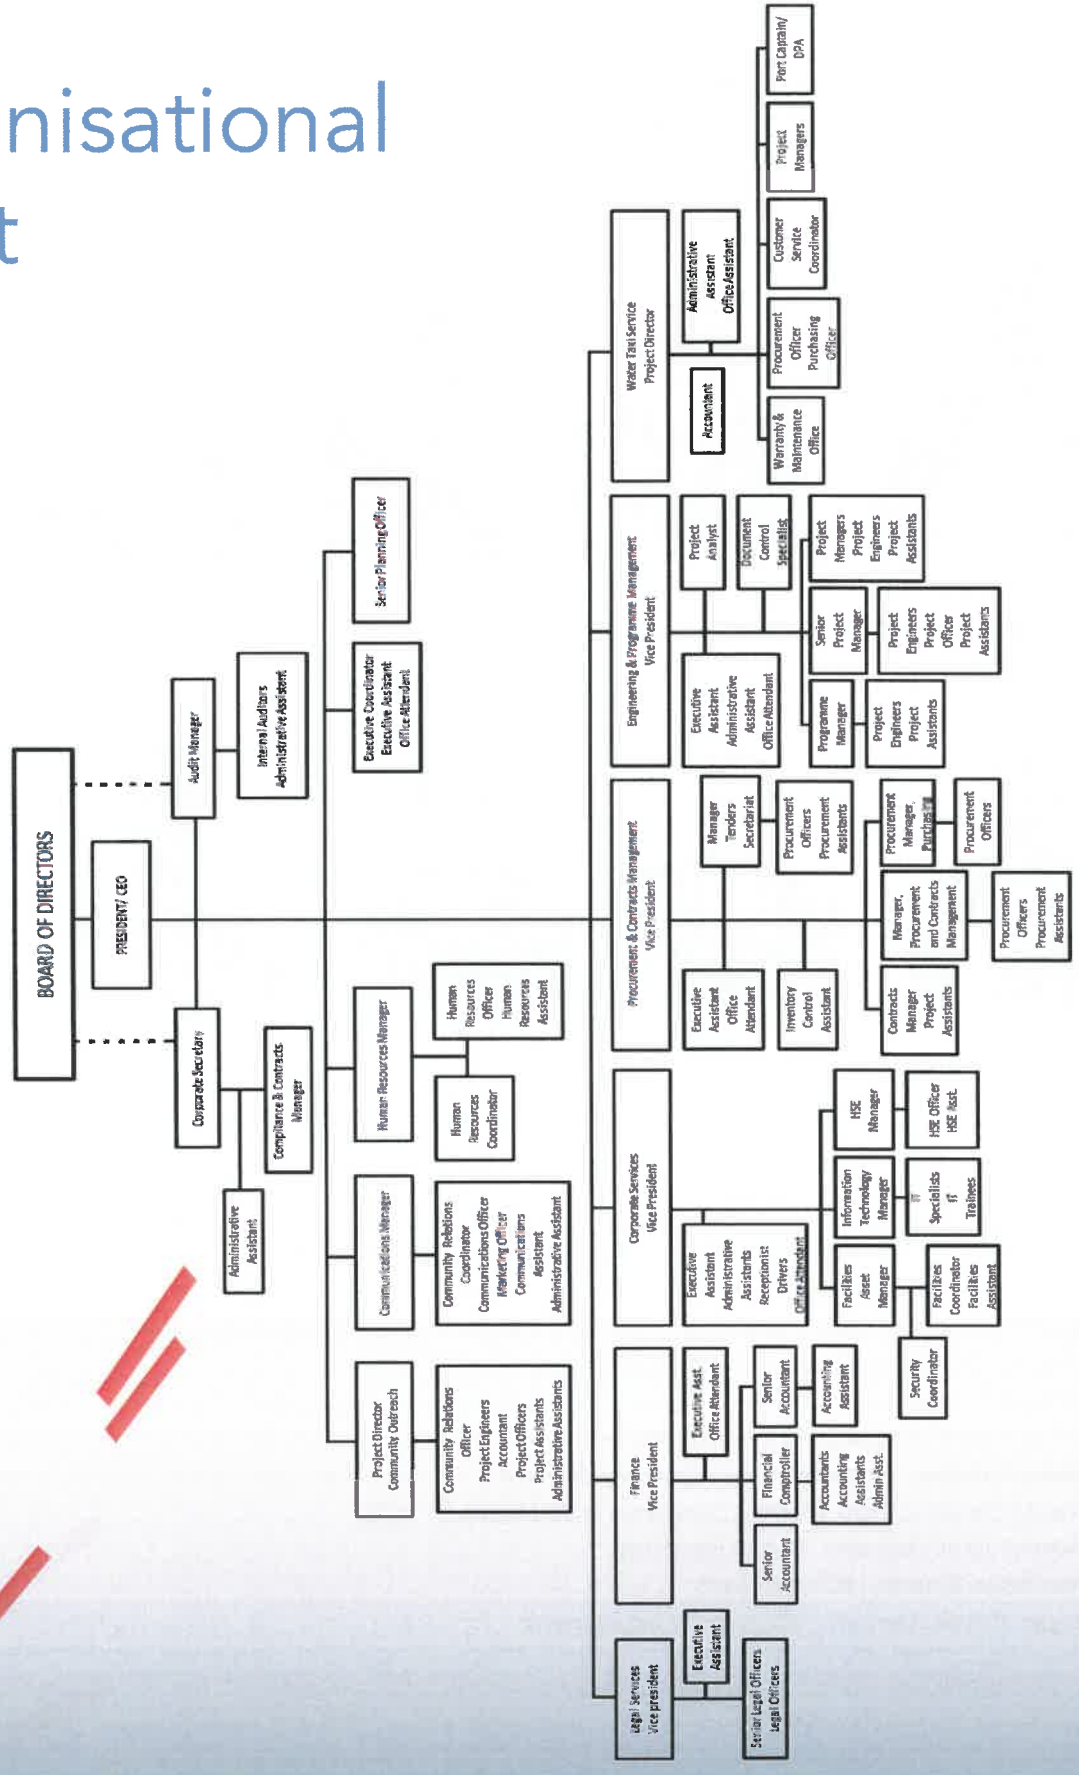 nisational
t
BOARD OF DIRECTORS
PRESIDENT/ CEO
Corporate Secretary
Audit Manager
Administrative
Assistant
Compliance & Contracts
Manager
Internal Auditors
Administrative Assistant
Project Director
Community Outreach
Communications Manager
Human Resources Manager
Executive Coordinator
Executive Assistant
Office Attendant
Senior Planning Officer
Community Relations
Officer
Project Engineers
Accountant
Project Officers
Project Assistants
Administrative Assistants
Community Relations
Coordinator
Communications Officer
Marketing Officer
Communications
Assistant
Administrative Assistant
Human
Resources
Coordinator
Human
Resources
Officer
Human
Resources
Assistant
Legal Services
Vice president
Finance
Vice President
Corporate Services
Vice President
Procurement & Contracts Management
Vice President
Engineering & Programme Management
Vice President
Water Taxi Service
Project Director
Executive
Assistant
Senior Legal Officers
Legal Officers
Executive Asst.
Office Attendant
Senior
Accountant
Financial
Comptroller
Senior
Accountant
Accountants
Accounting
Assistants
Admin Asst.
Accounting
Assistant
Executive
Assistant
Administrative
Assistants
Receptionist
Drivers
Office Attendant
Facilities
Asset
Manager
Information
Technology
Manager
HSE
Manager
Security
Coordinator
Facilities
Coordinator
Facilities
Assistant
IT
Specialists
IT
Trainees
HSE Officer
HSE Asst.
Executive
Assistant
Office
Attendant
Manager
Tenders
Secretariat
Inventory
Control
Assistant
Procurement
Officers
Procurement
Assistants
Contracts
Manager
Project
Assistants
Manager,
Procurement
and Contracts
Management
Procurement
Manager,
Purchasing
Procurement
Officers
Procurement
Assistants
Procurement
Officers
Executive
Assistant
Administrative
Assistant
Office Attendant
Project
Analyst
Document
Control
Specialist
Programme
Manager
Senior
Project
Manager
Project
Managers
Project
Engineers
Project
Assistants
Project
Engineers
Project
Assistants
Project
Engineers
Project
Officer
Project
Assistants
Accountant
Administrative
Assistant
Office Assistant
Warranty &
Maintenance
Office
Procurement
Officer
Purchasing
Officer
Customer
Service
Coordinator
Project
Managers
Port Captain/
DPA